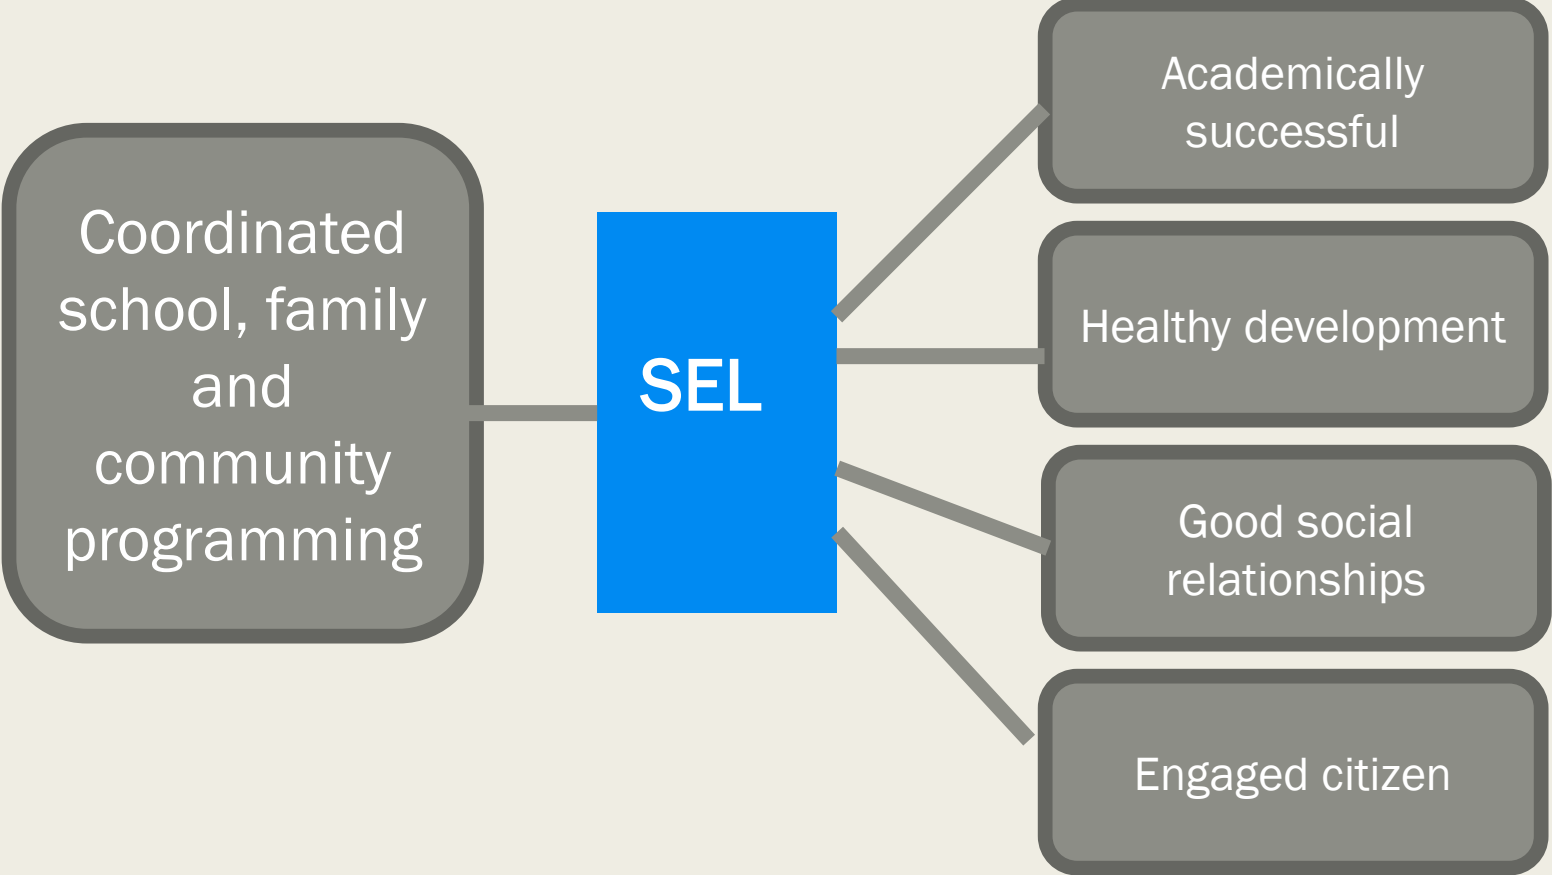 Coordinated
school, family
and
community
programming
SEL
Academically
successful
Healthy development
Good social
relationships
Engaged citizen